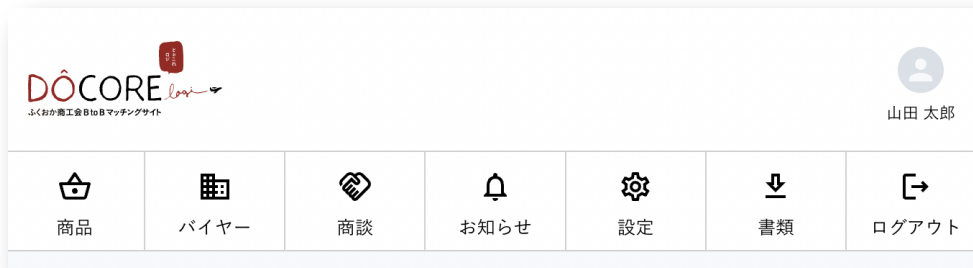 DÔCORE logi
ふくおか商工会BtoBマッチングサイト
山田 太郎
商品
バイヤー
商談
お知らせ
設定
書類
ログアウト